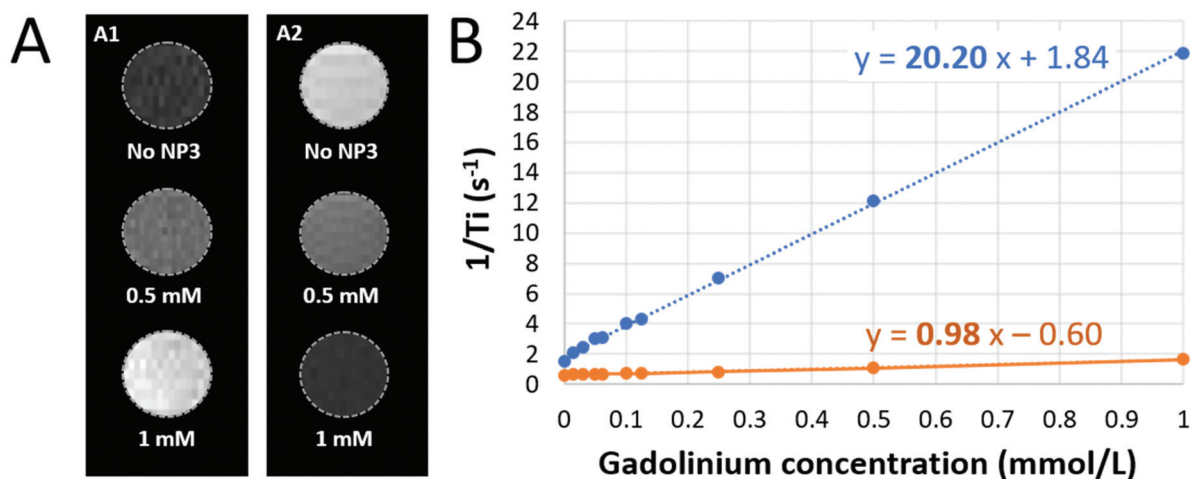 A
A1
No NP3
0.5 mM
1 mM
A2
No NP3
0.5 mM
1 mM
B
1/Ti (s⁻¹)
24
22
20
18
16
14
12
10
8
6
4
2
0
y = 20.20 x + 1.84
y = 0.98 x – 0.60
0 0.1 0.2 0.3 0.4 0.5 0.6 0.7 0.8 0.9 1
Gadolinium concentration (mmol/L)